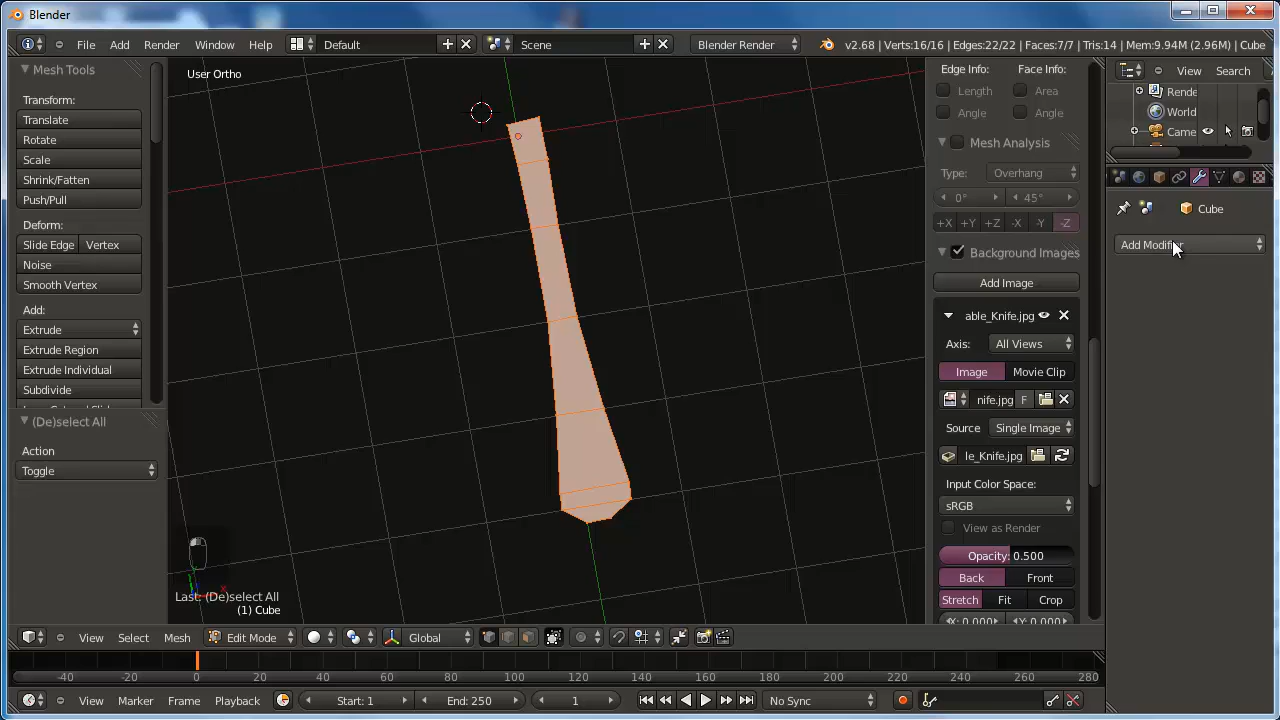 Blender
File Add Render Window Help Default Scene Blender Render v2.68 | Verts:16/16 | Edges:22/22 | Faces:7/7 | Tris:14 | Mem:9.94M (2.96M) | Cube
Mesh Tools
Transform:
Translate
Rotate
Scale
Shrink/Fatten
Push/Pull
Deform:
Slide Edge Vertex
Noise
Smooth Vertex
Add:
Extrude
Extrude Region
Extrude Individual
Subdivide
(De)select All
Action
Toggle
User Ortho
Last: (De)select All
(1) Cube
Edge Info: Face Info:
Length Area
Angle Angle
Mesh Analysis
Type: Overhang
0° 45°
+X +Y +Z -X -Y -Z
Background Images
Add Image
able_Knife.jpg
Axis: All Views
Image Movie Clip
nife.jpg F
Source Single Image
le_Knife.jpg
Input Color Space:
sRGB
View as Render
Opacity: 0.500
Back Front
Stretch Fit Crop
X: 0.000 Y: 0.000
View Search
Rende
World
Came
Cube
Add Modifier
View Select Mesh Edit Mode Global
-40 -20 0 20 40 60 80 100 120 140 160 180 200 220 240 260 280
View Marker Frame Playback Start: 1 End: 250 1 No Sync